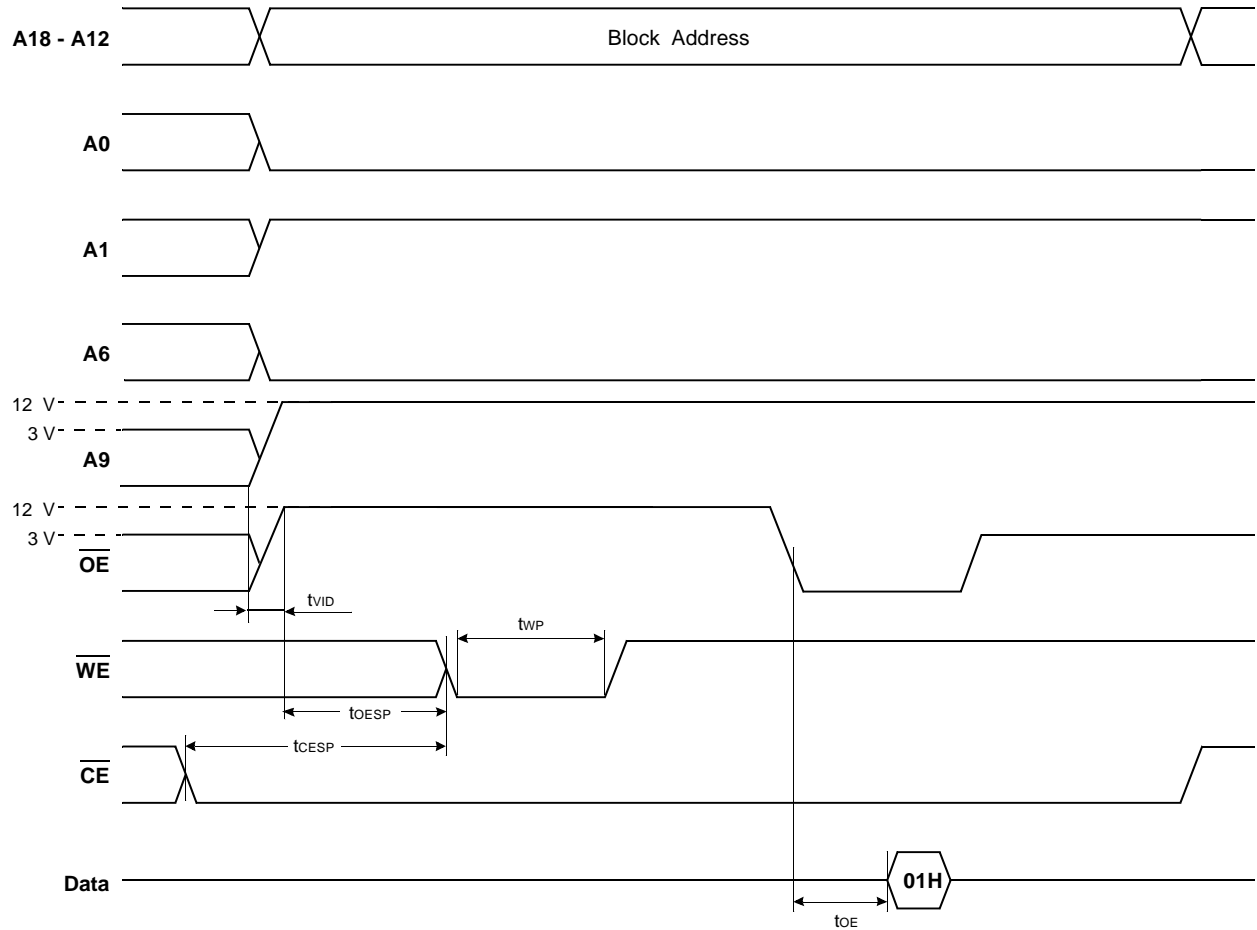 A18 - A12
Block Address
A0
A1
A6
12 V
3 V
A9
12 V
3 V
OE
tVID
tWP
WE
tOESP
tCESP
CE
01H
Data
tOE